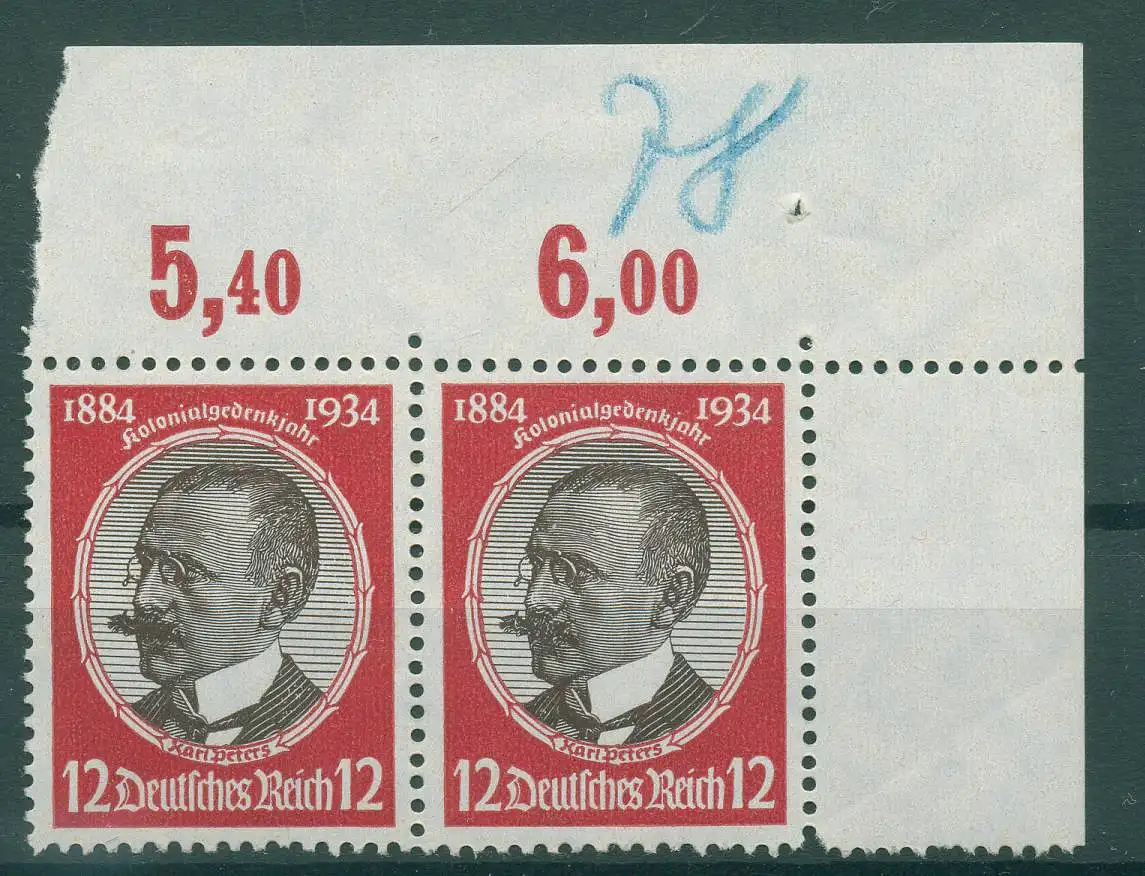 5,40 6,00
1884 1934
Kolonialgedenkjahr
Karl Peters
12 Deutsches Reich 12
1884 1934
Kolonialgedenkjahr
Karl Peters
12 Deutsches Reich 12